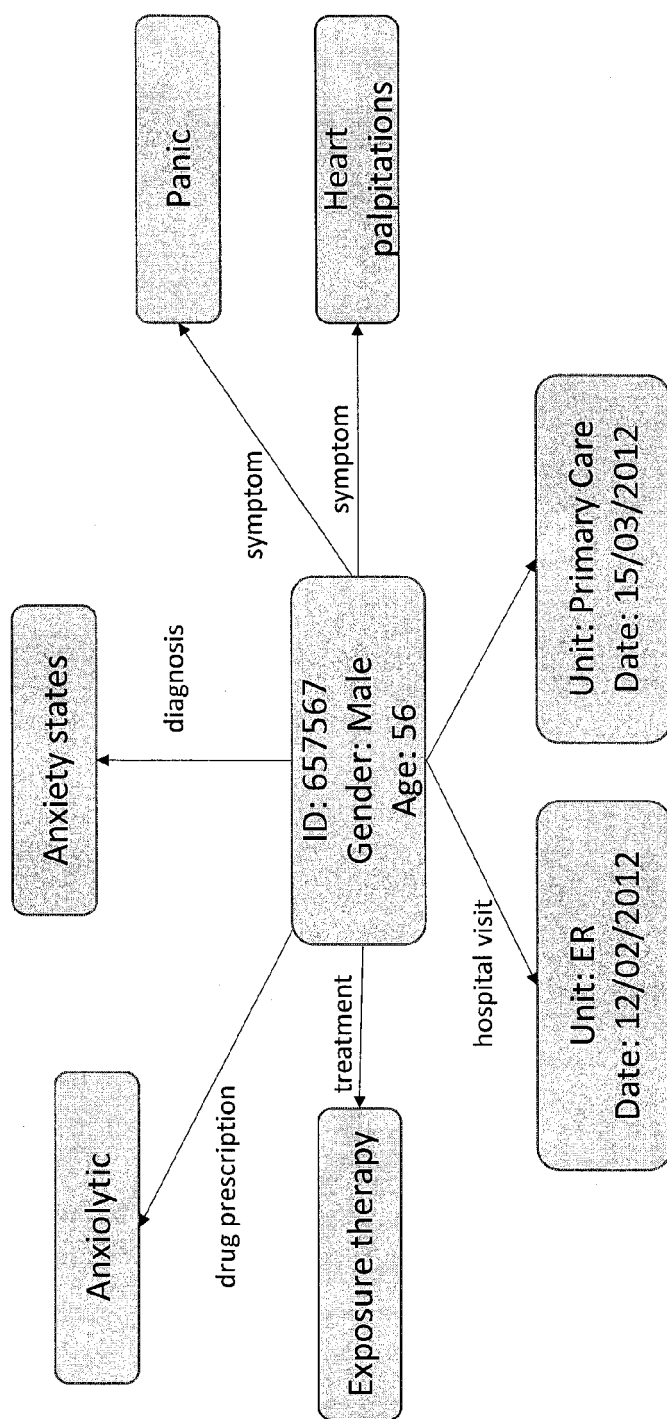 Anxiolytic
Anxiety states
Panic
drug prescription
diagnosis
symptom
Exposure therapy
treatment
ID: 657567
Gender: Male
Age: 56
symptom
Heart
palpitations
hospital visit
Unit: ER
Date: 12/02/2012
Unit: Primary Care
Date: 15/03/2012